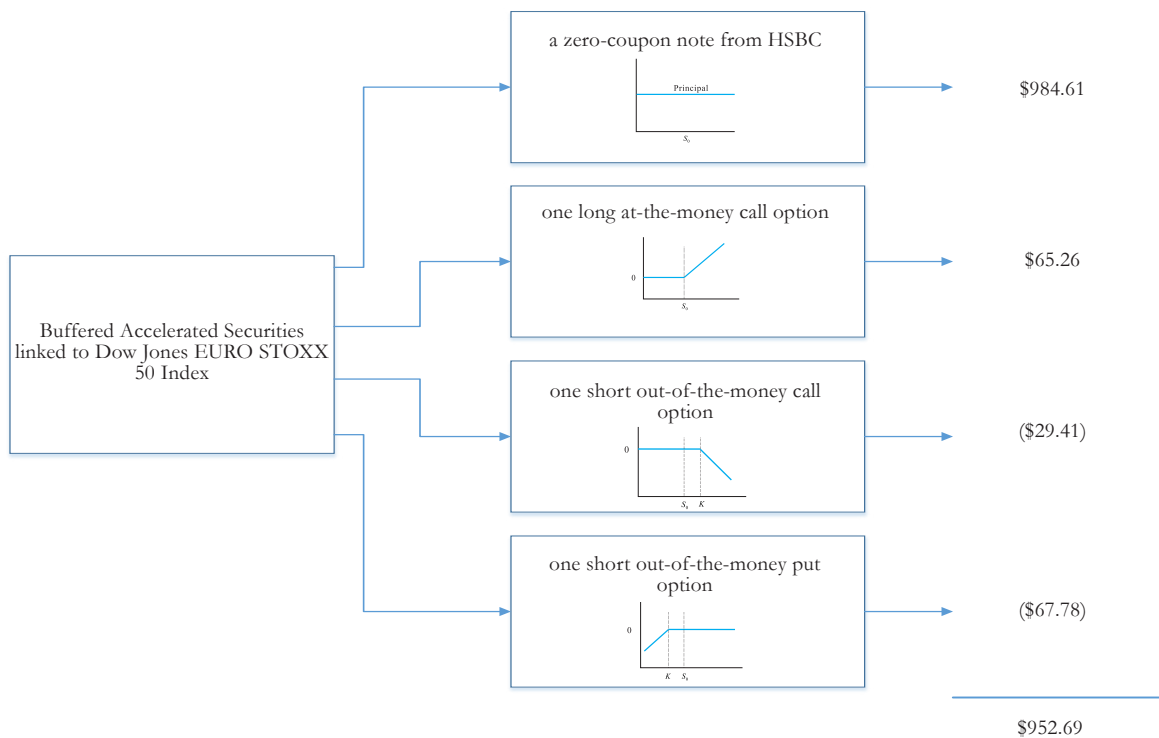 a zero-coupon note from HSBC
Principal
S₀
$984.61
one long at-the-money call option
0
S₀
$65.26
Buffered Accelerated Securities
linked to Dow Jones EURO STOXX
50 Index
one short out-of-the-money call
option
0
S₀ K
($29.41)
one short out-of-the-money put
option
0
K S₀
($67.78)
$952.69